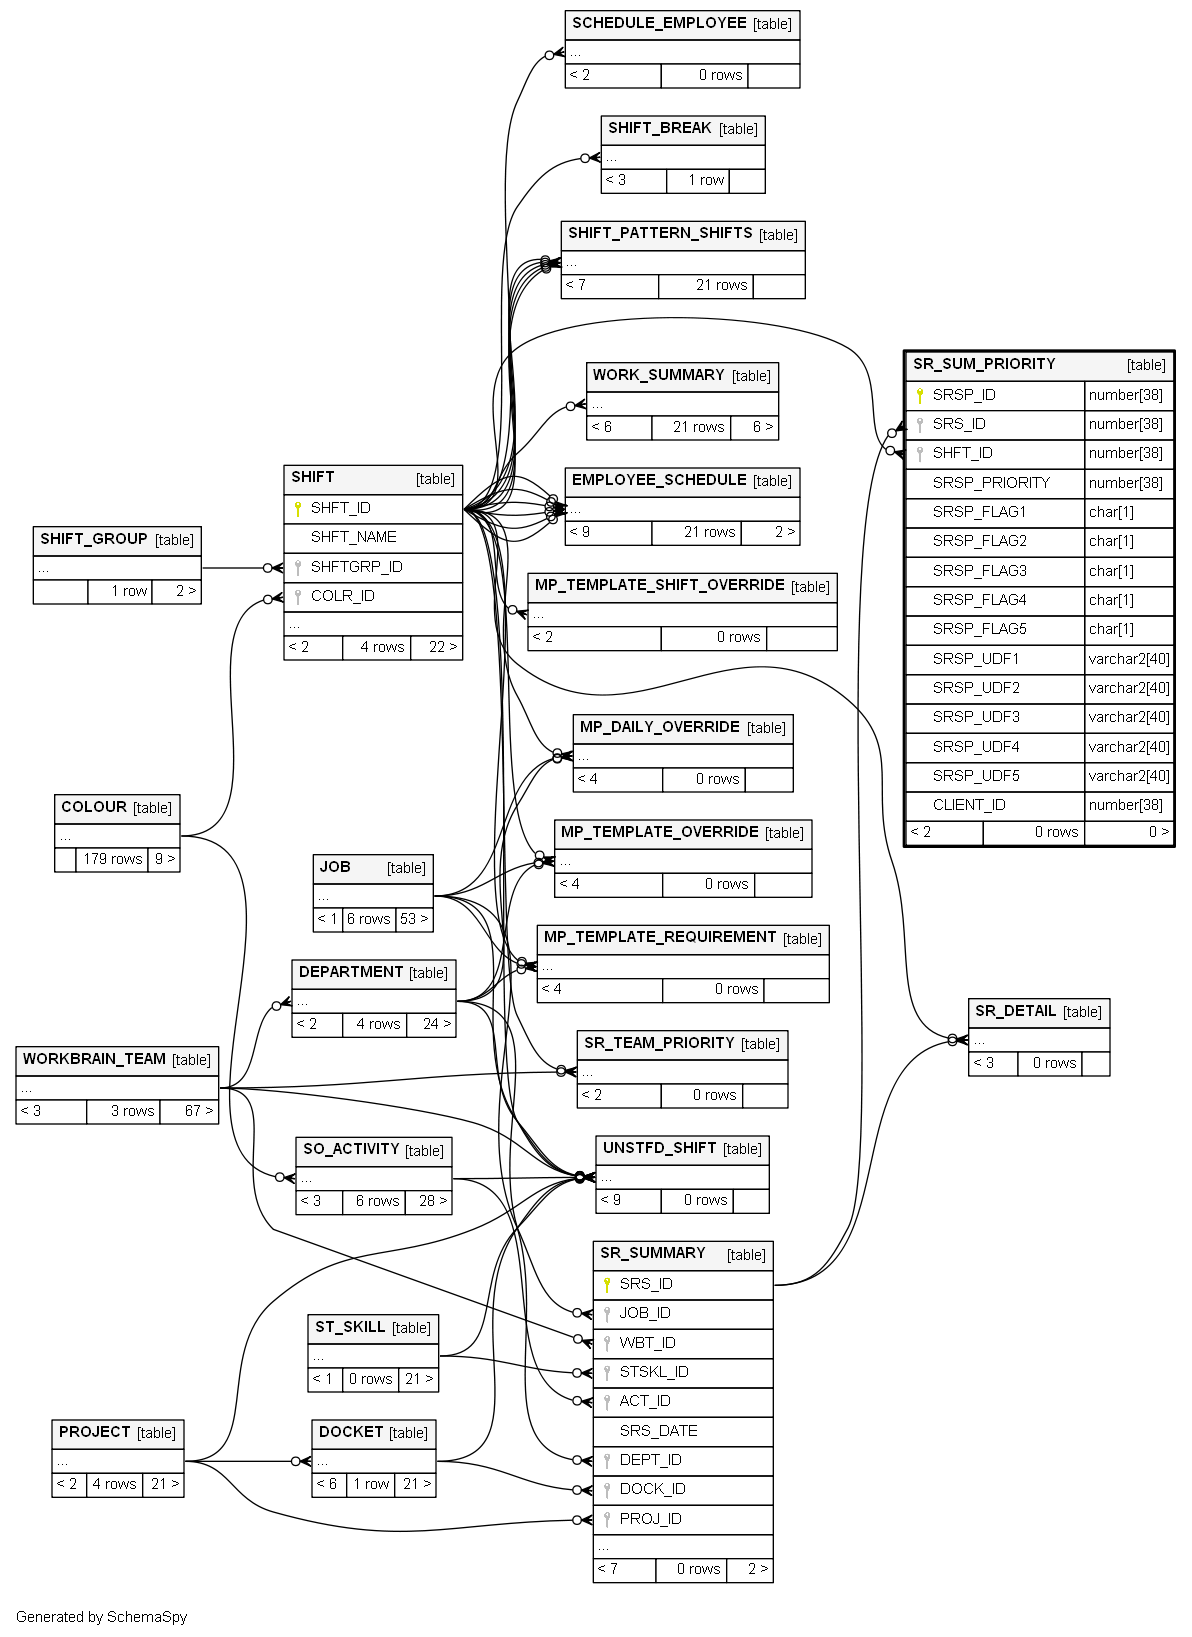 SCHEDULE_EMPLOYEE [table]
...
< 2 0 rows
SHIFT_BREAK [table]
...
< 3 1 row
SHIFT_PATTERN_SHIFTS [table]
...
< 7 21 rows
WORK_SUMMARY [table]
...
< 6 21 rows 6 >
EMPLOYEE_SCHEDULE [table]
...
< 9 21 rows 2 >
MP_TEMPLATE_SHIFT_OVERRIDE [table]
...
< 2 0 rows
SR_SUM_PRIORITY [table]
SRSP_ID number[38]
SRS_ID number[38]
SHFT_ID number[38]
SRSP_PRIORITY number[38]
SRSP_FLAG1 char[1]
SRSP_FLAG2 char[1]
SRSP_FLAG3 char[1]
SRSP_FLAG4 char[1]
SRSP_FLAG5 char[1]
SRSP_UDF1 varchar2[40]
SRSP_UDF2 varchar2[40]
SRSP_UDF3 varchar2[40]
SRSP_UDF4 varchar2[40]
SRSP_UDF5 varchar2[40]
CLIENT_ID number[38]
< 2 0 rows 0 >
SHIFT [table]
SHFT_ID
SHFT_NAME
SHFTGRP_ID
COLR_ID
...
< 2 4 rows 22 >
SHIFT_GROUP [table]
...
1 row 2 >
MP_DAILY_OVERRIDE [table]
...
< 4 0 rows
COLOUR [table]
...
179 rows 9 >
MP_TEMPLATE_OVERRIDE [table]
...
< 4 0 rows
JOB [table]
...
< 1 6 rows 53 >
MP_TEMPLATE_REQUIREMENT [table]
...
< 4 0 rows
DEPARTMENT [table]
...
< 2 4 rows 24 >
SR_DETAIL [table]
...
< 3 0 rows
WORKBRAIN_TEAM [table]
...
< 3 3 rows 67 >
SR_TEAM_PRIORITY [table]
...
< 2 0 rows
SO_ACTIVITY [table]
...
< 3 6 rows 28 >
UNSTFD_SHIFT [table]
...
< 9 0 rows
SR_SUMMARY [table]
SRS_ID
JOB_ID
WBT_ID
STSKL_ID
ACT_ID
SRS_DATE
DEPT_ID
DOCK_ID
PROJ_ID
...
< 7 0 rows 2 >
ST_SKILL [table]
...
< 1 0 rows 21 >
PROJECT [table]
...
< 2 4 rows 21 >
DOCKET [table]
...
< 6 1 row 21 >
Generated by SchemaSpy